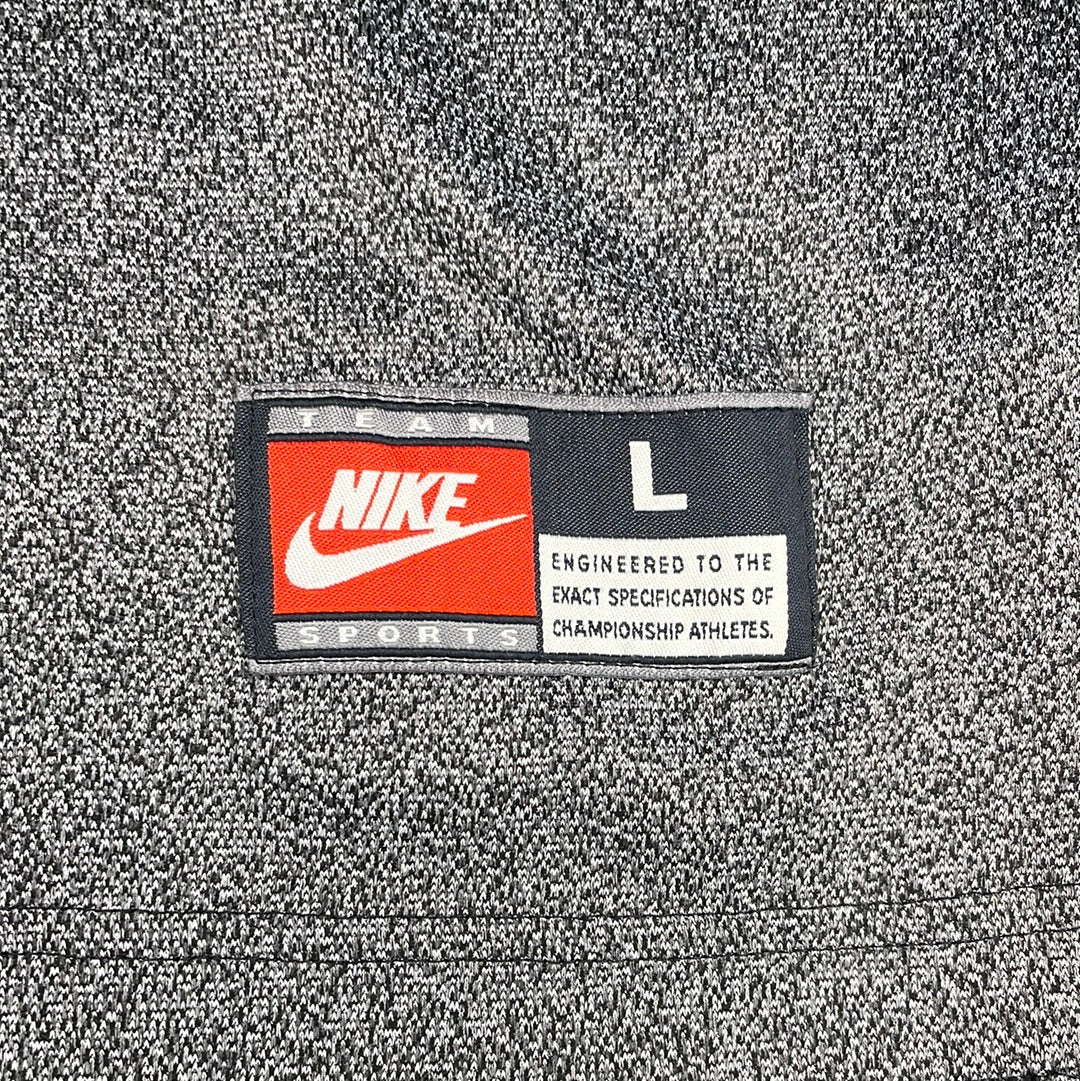 TEAM
NIKE
SPORTS
L
ENGINEERED TO THE
EXACT SPECIFICATIONS OF
CHAMPIONSHIP ATHLETES.